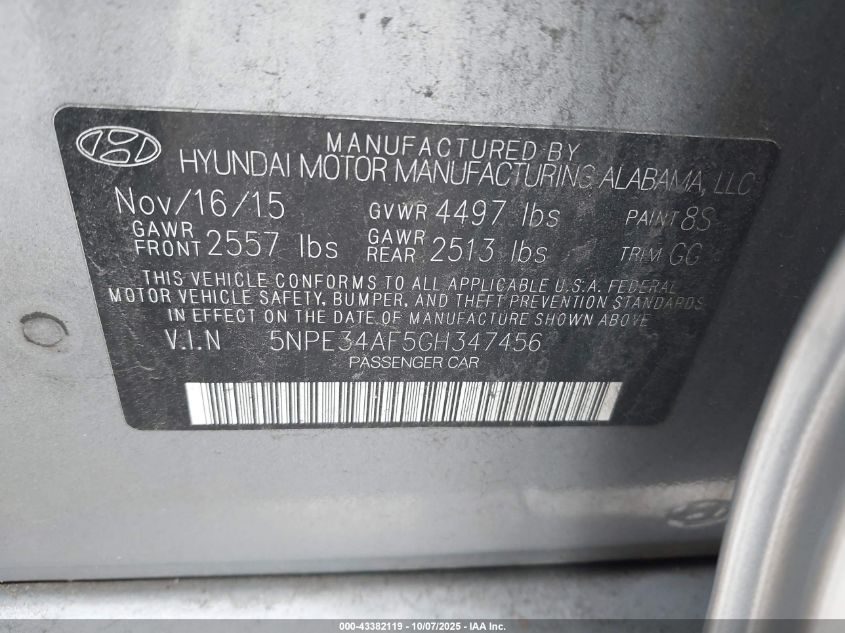 MANUFACTURED BY
HYUNDAI MOTOR MANUFACTURING ALABAMA, LLC
Nov/16/15 GVWR 4497 lbs PAINT 8S
GAWR FRONT 2557 lbs GAWR REAR 2513 lbs TRIM GG
THIS VEHICLE CONFORMS TO ALL APPLICABLE U.S.A. FEDERAL
MOTOR VEHICLE SAFETY, BUMPER, AND THEFT PREVENTION STANDARDS
IN EFFECT ON THE DATE OF MANUFACTURE SHOWN ABOVE
V.I.N 5NPE34AF5GH347456
PASSENGER CAR
000-43382119 - 10/07/2025 - IAA Inc.